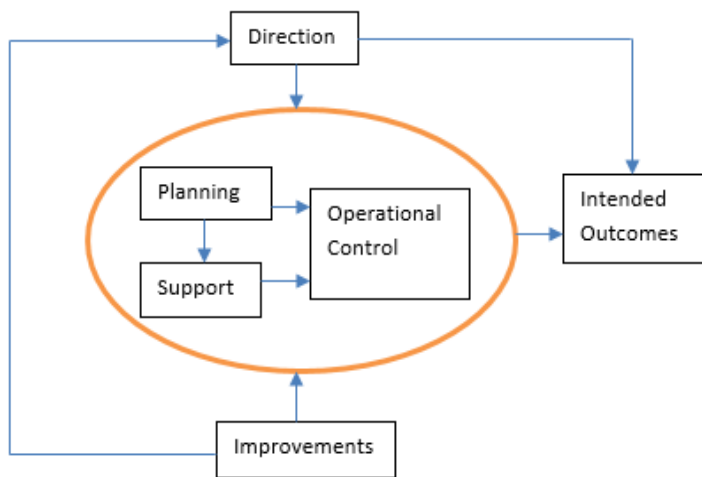 Direction
Planning
Operational
Control
Intended
Outcomes
Support
Improvements